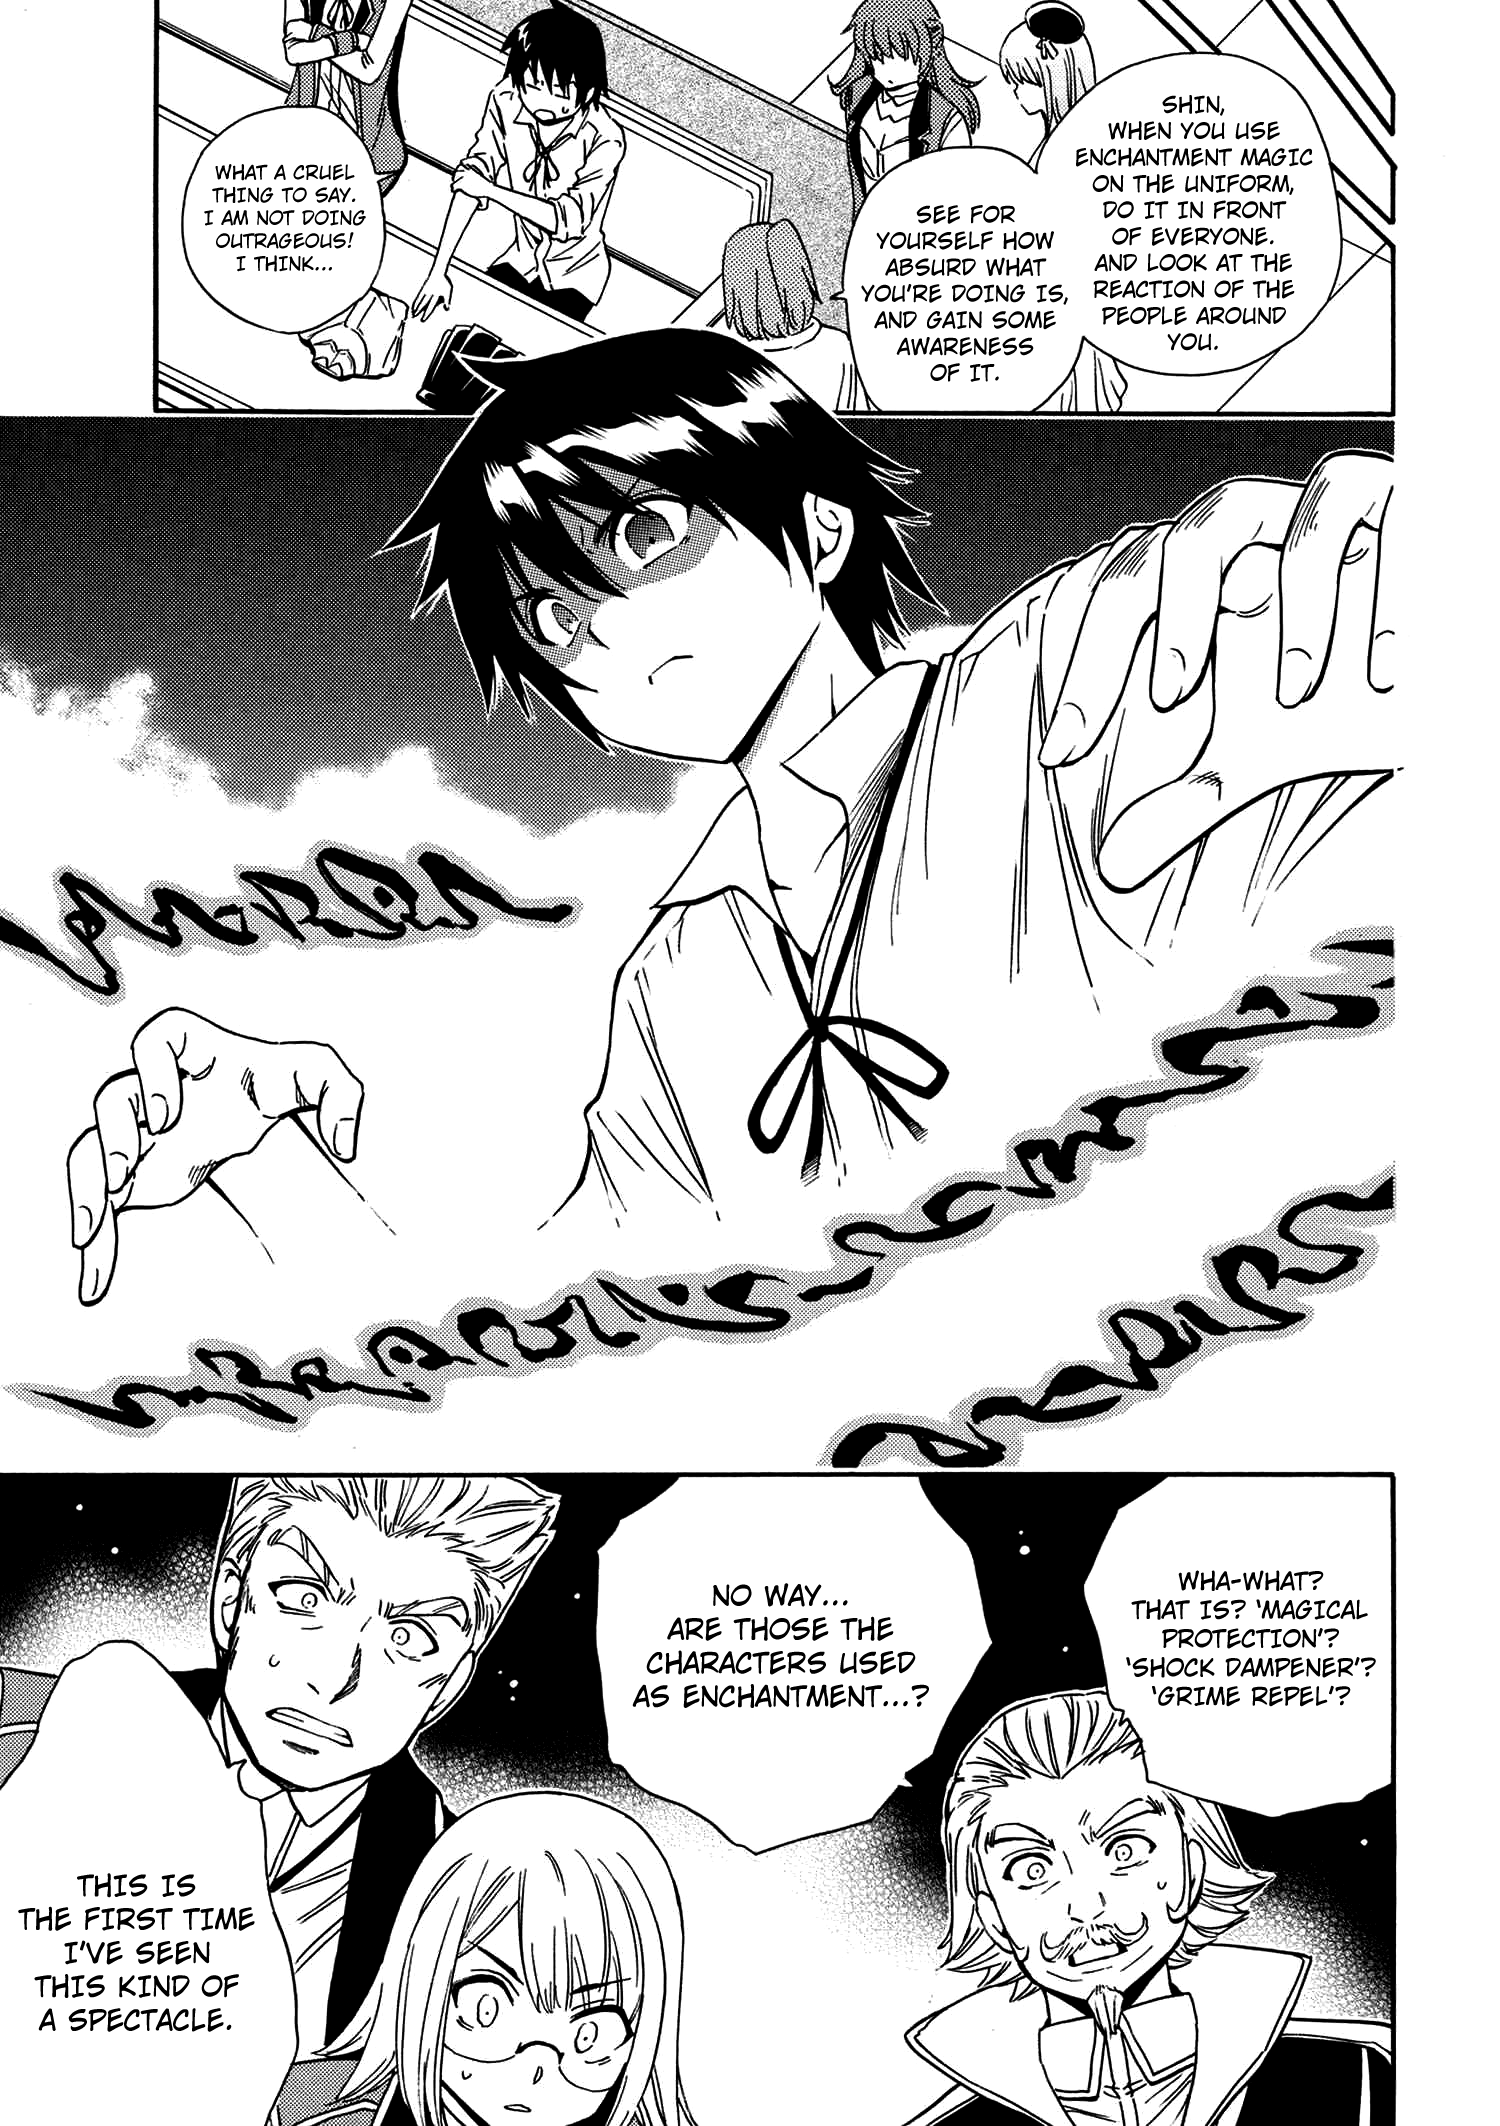 SHIN,
WHEN YOU USE
ENCHANTMENT MAGIC
ON THE UNIFORM,
DO IT IN FRONT
OF EVERYONE.
AND LOOK AT THE
REACTION OF THE
PEOPLE AROUND
YOU.
SEE FOR
YOURSELF HOW
ABSURD WHAT
YOU'RE DOING IS,
AND GAIN SOME
AWARENESS
OF IT.
WHAT A CRUEL
THING TO SAY.
I AM NOT DOING
OUTRAGEOUS!
I THINK...
WHA-WHAT?
THAT IS? 'MAGICAL
PROTECTION'?
'SHOCK DAMPENER'?
'GRIME REPEL'?
NO WAY...
ARE THOSE THE
CHARACTERS USED
AS ENCHANTMENT...?
THIS IS
THE FIRST TIME
I'VE SEEN
THIS KIND OF
A SPECTACLE.